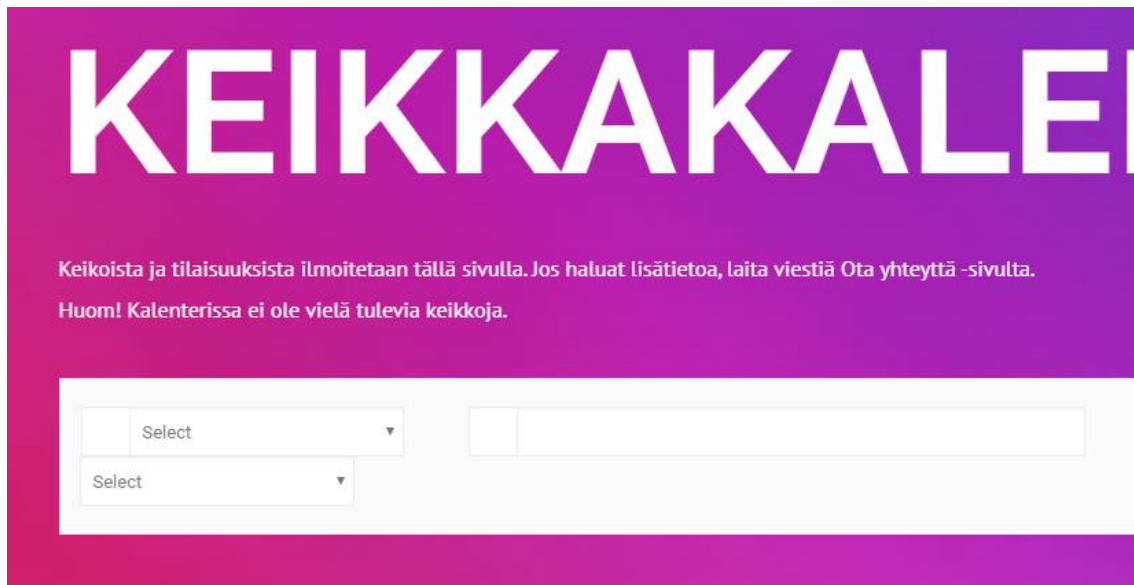 KEIKKAKALE
Keikoista ja tilaisuuksista ilmoitetaan tällä sivulla. Jos haluat lisätietoa, laita viestiä Ota yhteyttä -sivulta.
Huom! Kalenterissa ei ole vielä tulevia keikkoja.
Select
Select